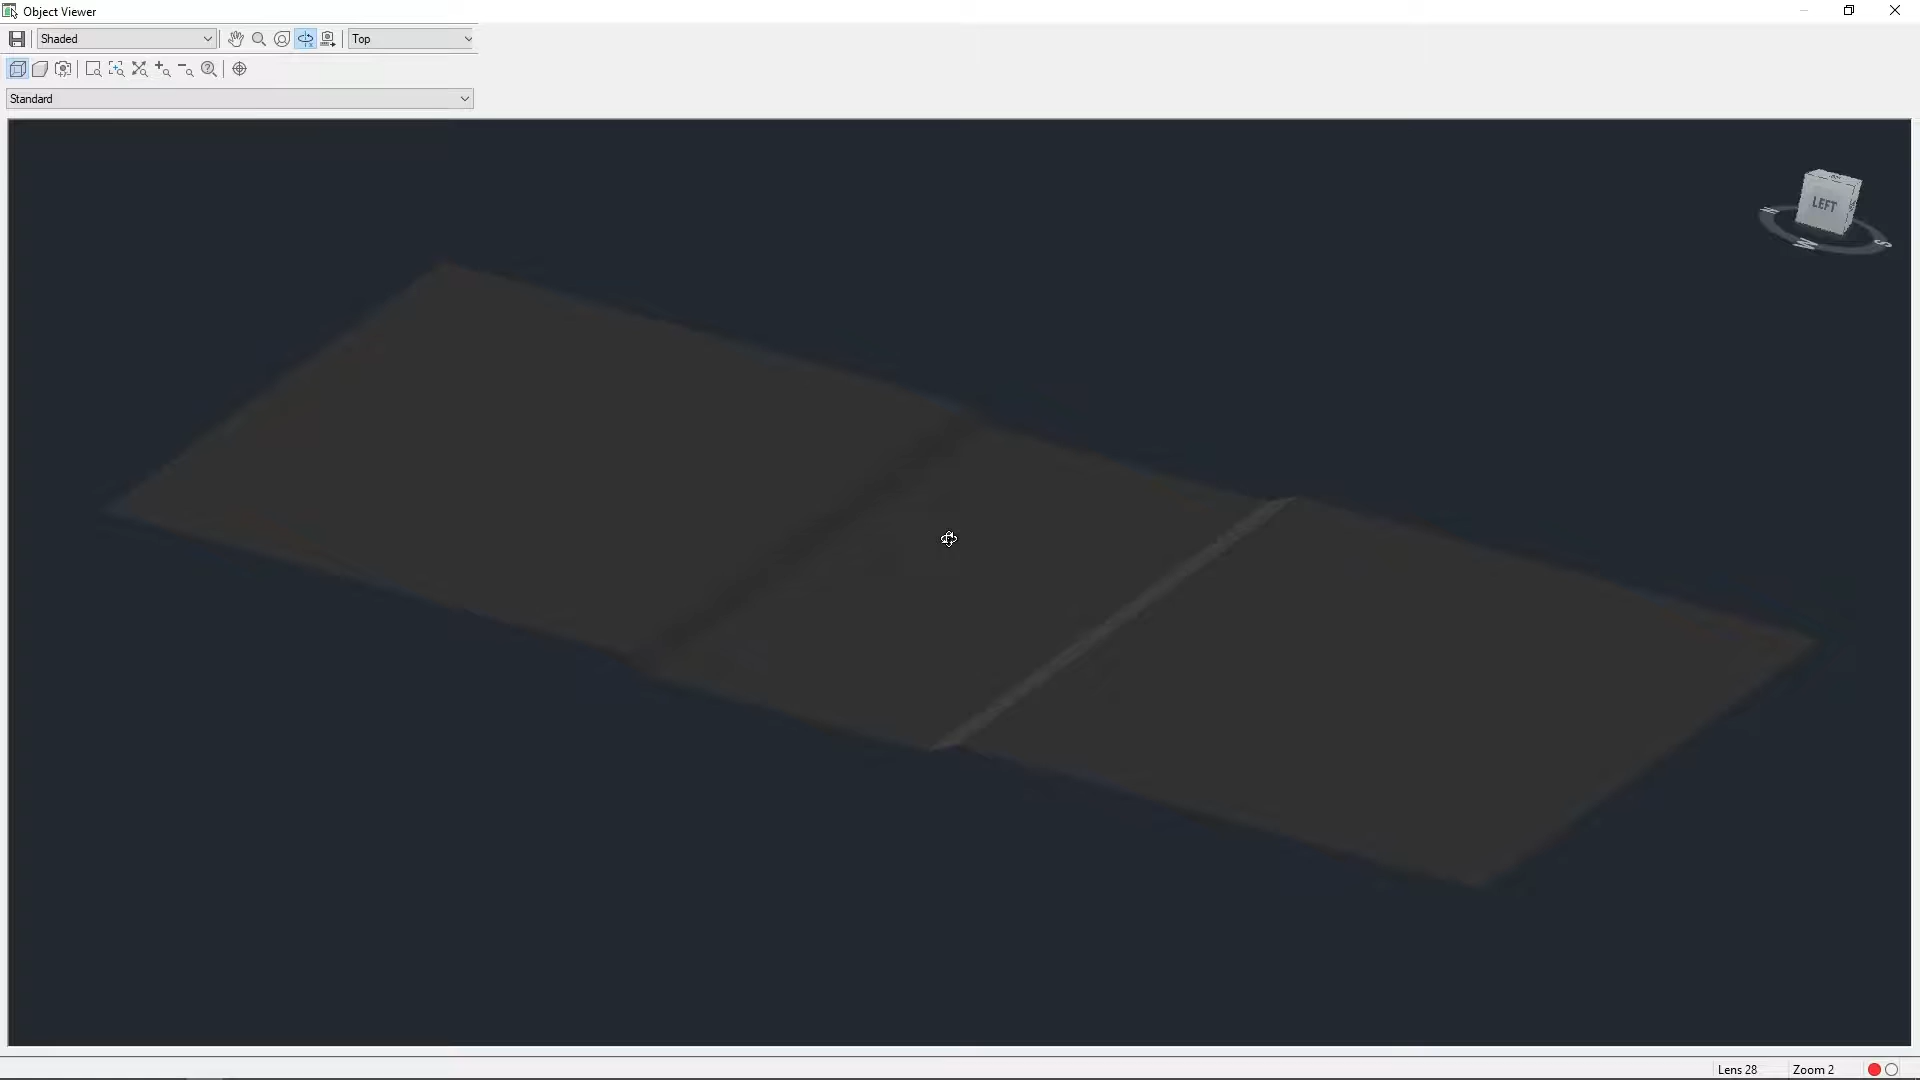 Object Viewer
Shaded
Top
Standard
LEFT
S
Lens 28
Zoom 2